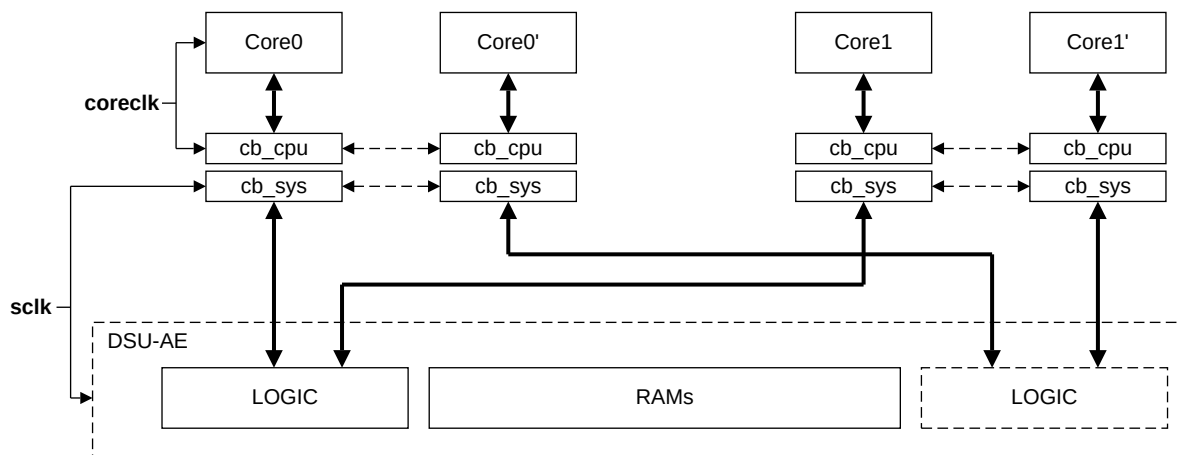 Core0
Core0'
Core1
Core1'
coreclk
cb_cpu
cb_cpu
cb_cpu
cb_cpu
cb_sys
cb_sys
cb_sys
cb_sys
sclk
DSU-AE
LOGIC
RAMs
LOGIC